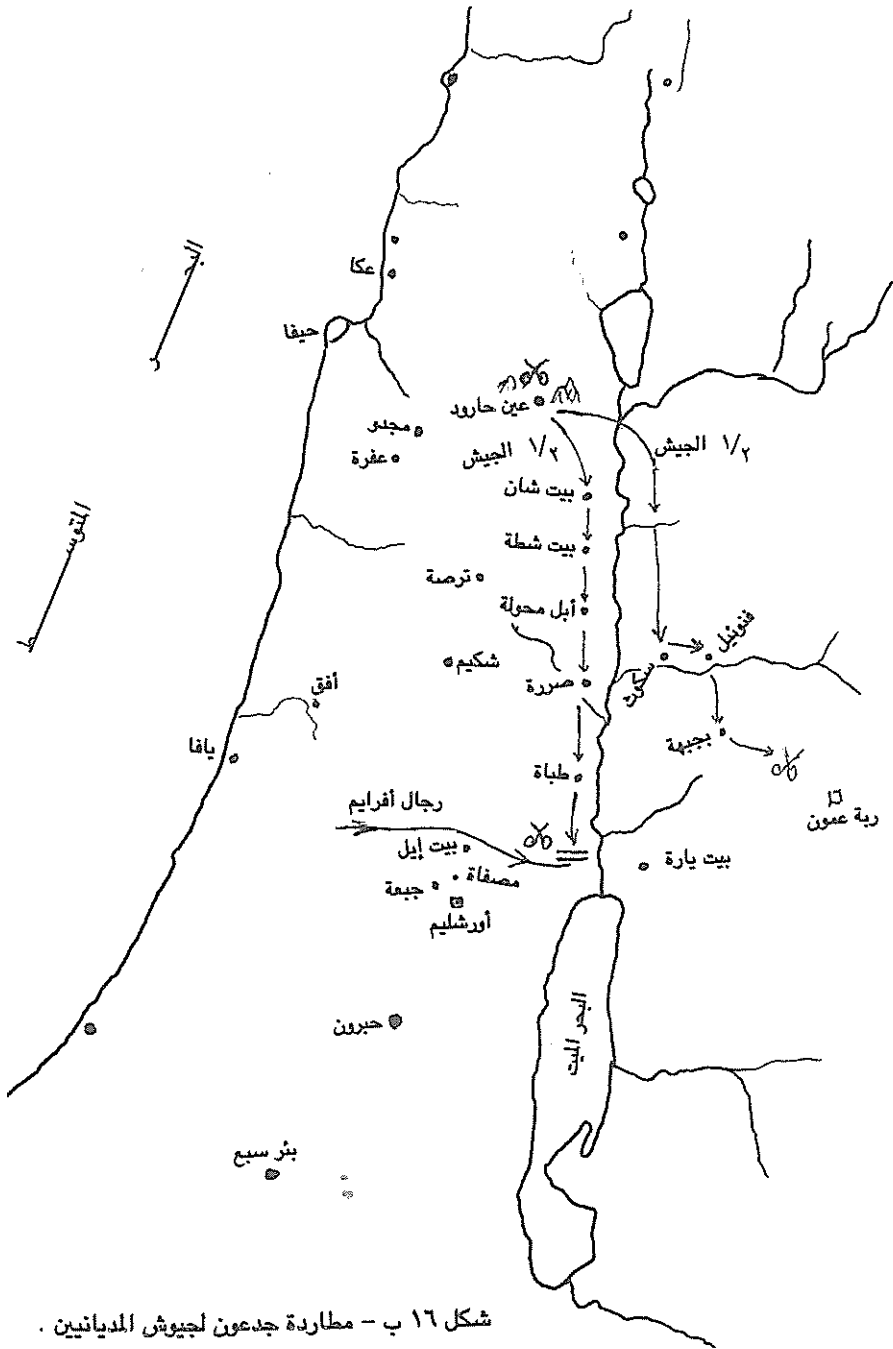 البحر
المتوسط
عكا
حيفا
عين حارود
مجدو
عفرة
١/٢ الجيش
١/٢ الجيش
بيت شان
بيت شطة
ترصة
أبل محولة
شكيم
صررة
سكوث
فنوئيل
أفق
يافا
يجبهة
طباة
ربة عمون
رجال أفرايم
بيت إيل
بيت يارة
مصفاة
جبعة
أورشليم
البحر الميت
حبرون
بئر سبع
شكل ١٦ ب – مطاردة جدعون لجيوش المديانيين .